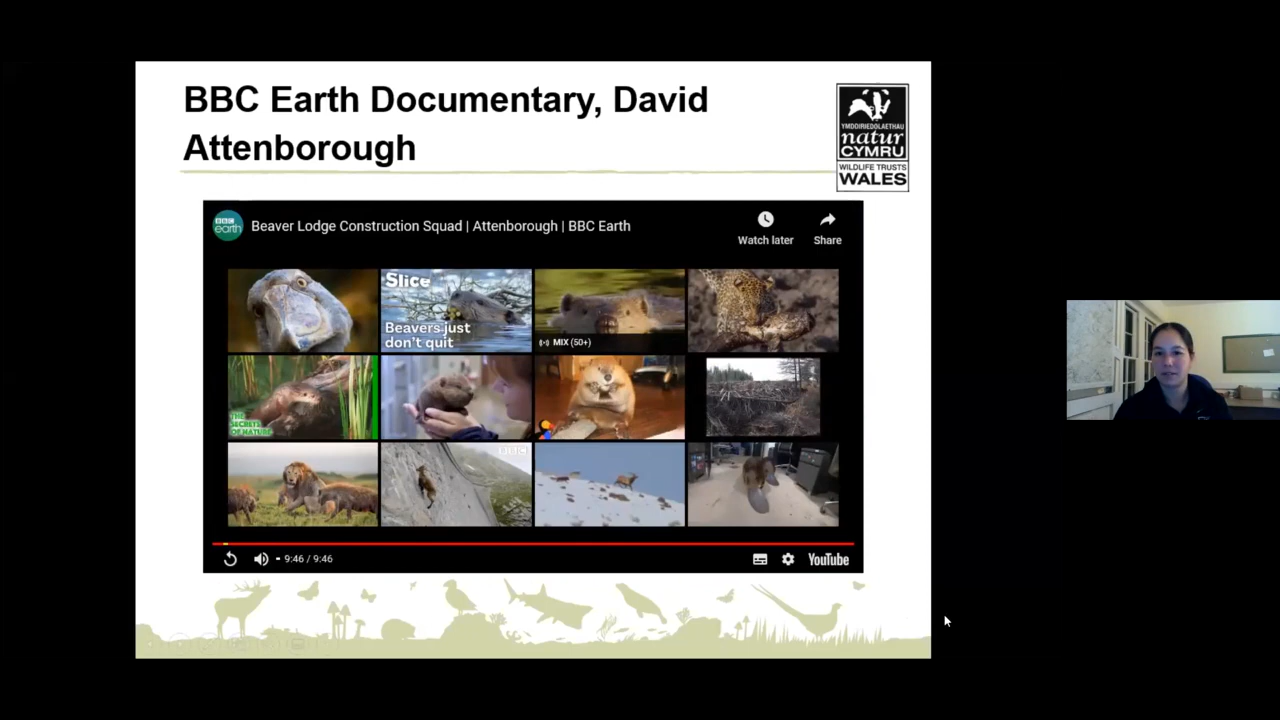 BBC Earth Documentary, David
Attenborough
YMDDIRIEDOLAETHAU
natur
CYMRU
WILDLIFE TRUSTS
WALES
BBC
earth
Beaver Lodge Construction Squad | Attenborough | BBC Earth
Watch later
Share
Slice
Beavers just
don't quit
MIX (50+)
THE
SECRETS
OF NATURE
BBC
9:46 / 9:46
YouTube